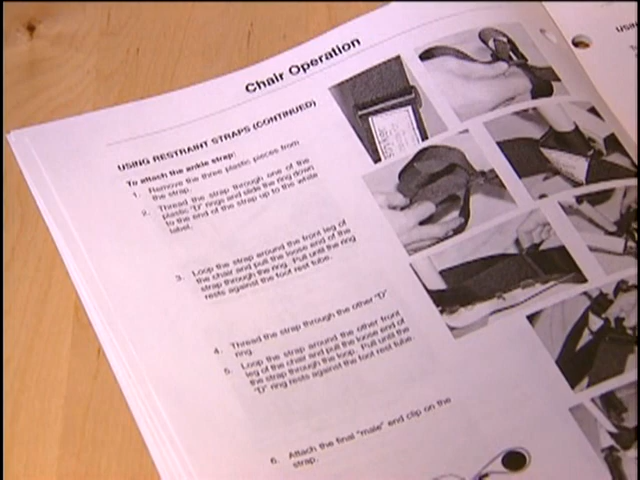 Chair Operation
USING RESTRAINT STRAPS (CONTINUED)
To attach the ankle strap:
1. Remove the three plastic pieces from
the strap.
2. Thread the strap through one of the
plastic "D" rings and slide the ring down
to the end of the strap up to the white
label.
3. Loop the strap around the front leg of
the chair and pull the loose end of the
strap through the ring. Pull until the ring
rests against the foot rest tube.
4. Thread the strap through the other "D"
ring.
5. Loop the strap around the other front
leg of the chair and pull the loose end of
the strap through the loop. Pull until the
"D" ring rests against the foot rest tube.
6. Attach the final "male" end clip on the
strap.